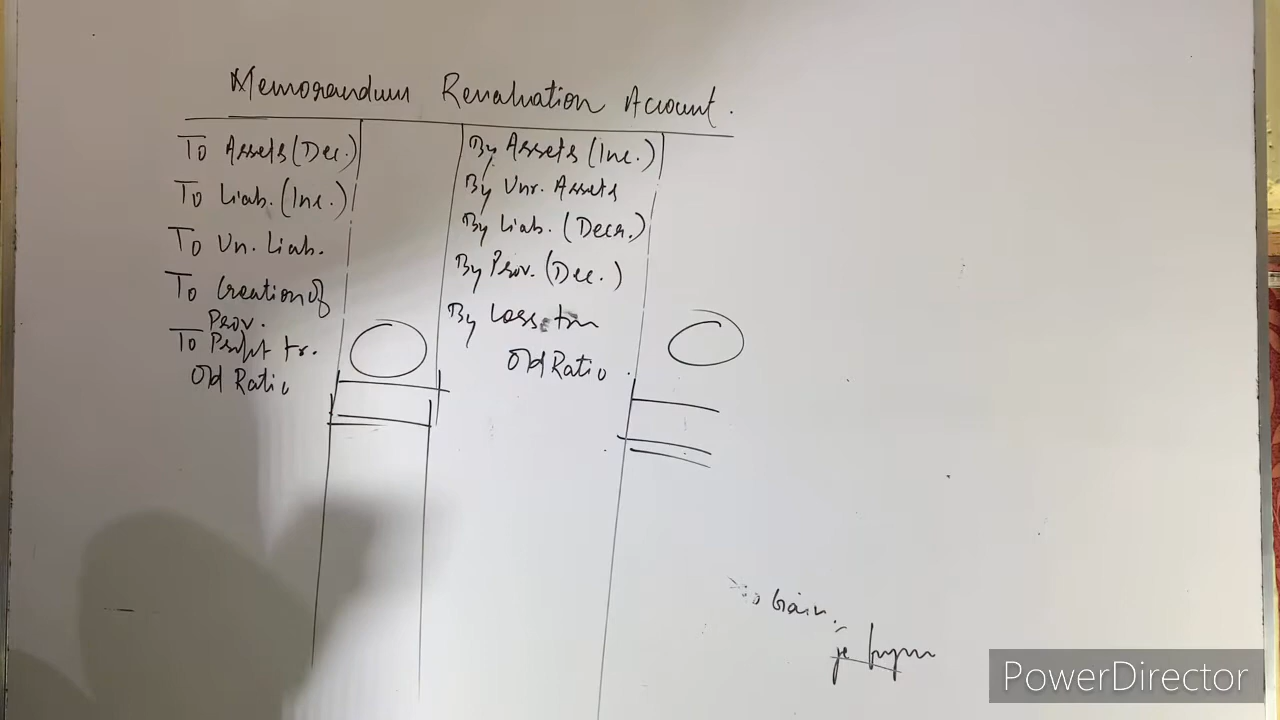 Memorandum Revaluation Account.
To Assets (Dec.)
To Liab. (Inc.)
To Un. Liab.
To Creation of
Prov.
To Profit tr.
Old Ratio
By Assets (Inc.)
By Unr. Assets
By Liab. (Decr.)
By Prov. (Dec.)
By Loss
Old Ratio
Gain.
PowerDirector